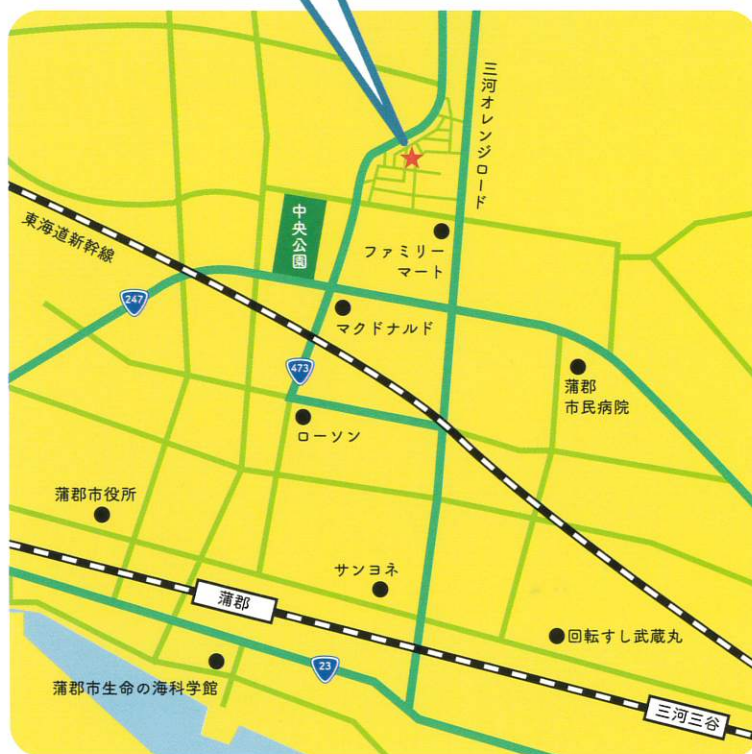 三河オレンジロード
中央公園
東海道新幹線
ファミリー
マート
247
マクドナルド
473
蒲郡
市民病院
ローソン
蒲郡市役所
サンヨネ
蒲郡
回転すし武蔵丸
23
蒲郡市生命の海科学館
三河三谷